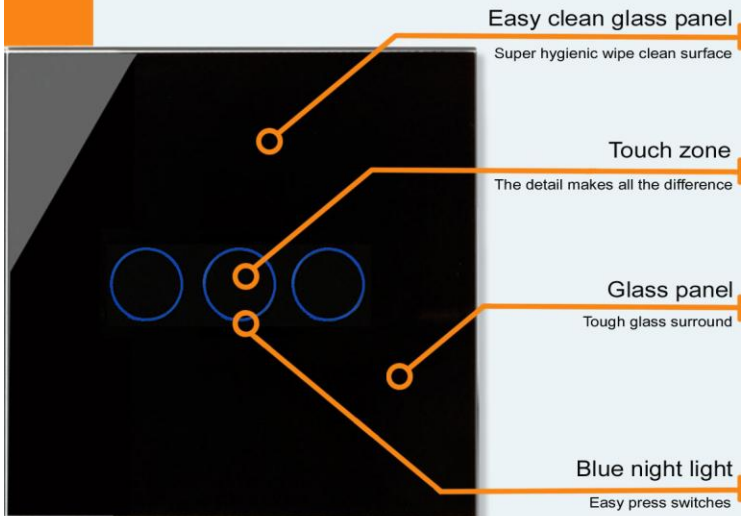 Easy clean glass panel
Super hygienic wipe clean surface
Touch zone
The detail makes all the difference
Glass panel
Tough glass surround
Blue night light
Easy press switches